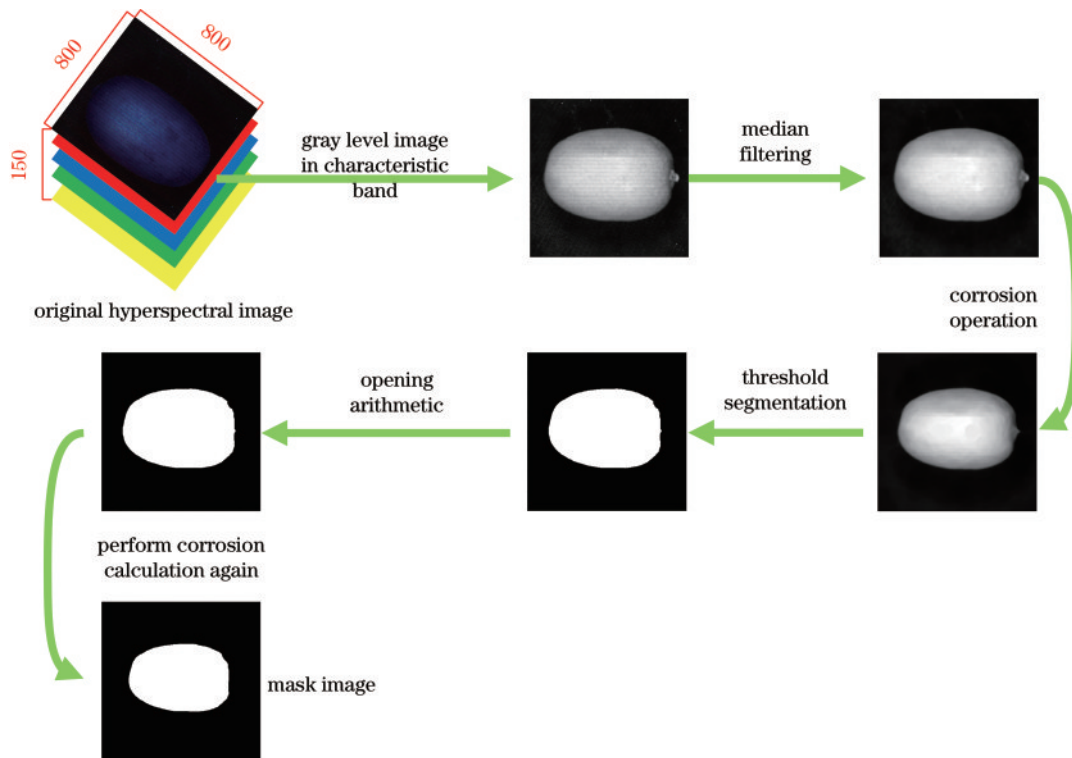 800
800
150
gray level image
in characteristic
band
median
filtering
original hyperspectral image
corrosion
operation
opening
arithmetic
threshold
segmentation
perform corrosion
calculation again
mask image